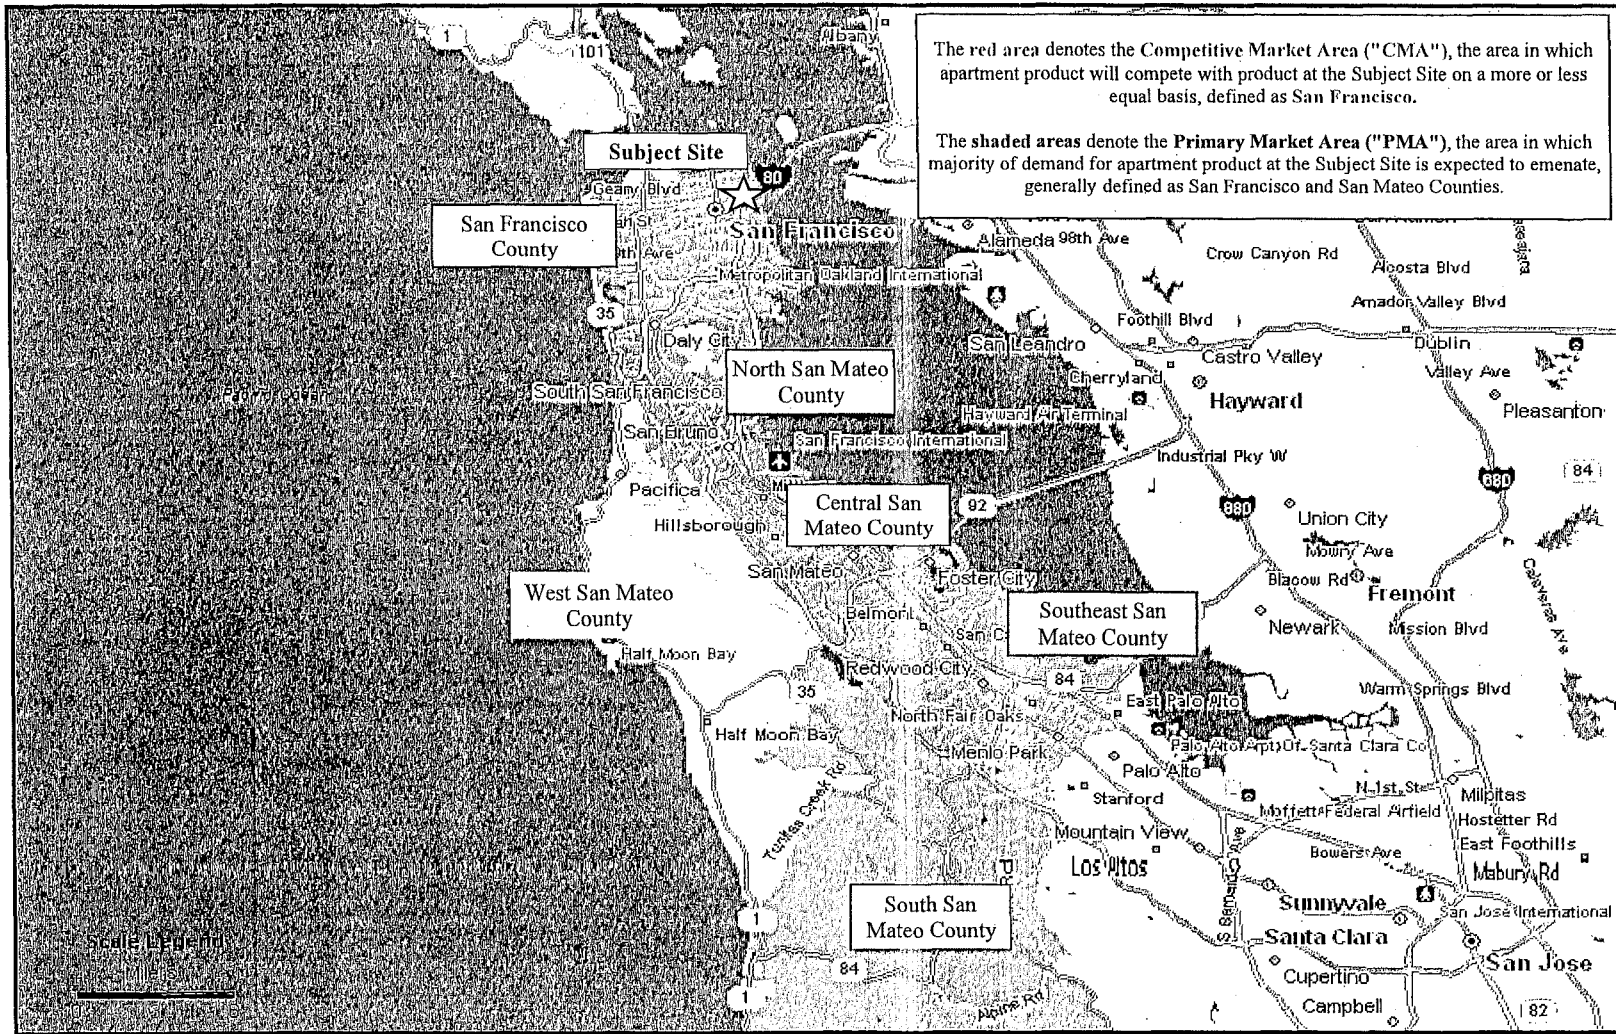 The red area denotes the Competitive Market Area ("CMA"), the area in which
apartment product will compete with product at the Subject Site on a more or less
equal basis, defined as San Francisco.
The shaded areas denote the Primary Market Area ("PMA"), the area in which
majority of demand for apartment product at the Subject Site is expected to emenate,
generally defined as San Francisco and San Mateo Counties.
1
101
Albany
Subject Site
80
Geary Blvd
San Francisco
County
San Francisco
Alameda
98th Ave
Crow Canyon Rd
Alcosta Blvd
Metropolitan Oakland International
Amador Valley Blvd
35
Foothill Blvd
Daly City
San Leandro
Castro Valley
Dublin
North San Mateo
County
Cherryland
Valley Ave
South San Francisco
Hayward
Pleasanton
Hayward Air Terminal
San Bruno
San Francisco International
Industrial Pky W
84
680
Pacifica
Central San
Mateo County
92
880
Hillsborough
Union City
Mowry Ave
San Mateo
Foster City
Blacow Rd
Fremont
Calaveras Ave
West San Mateo
County
Belmont
Southeast San
Mateo County
Newark
Mission Blvd
Half Moon Bay
Redwood City
35
84
Warm Springs Blvd
East Palo Alto
North Fair Oaks
Half Moon Bay
Menlo Park
Palo Alto Arpt Of Santa Clara Co
Palo Alto
Tunitas Creek Rd
Stanford
N 1st St
Milpitas
Moffett Federal Airfield
Hostetter Rd
Mountain View
East Foothills
Los Altos
Bowers Ave
Mabury Rd
South San
Mateo County
Sunnyvale
San Jose International
1
Scale Legend
Santa Clara
84
San Jose
Cupertino
1
Alpine Rd
Campbell
82